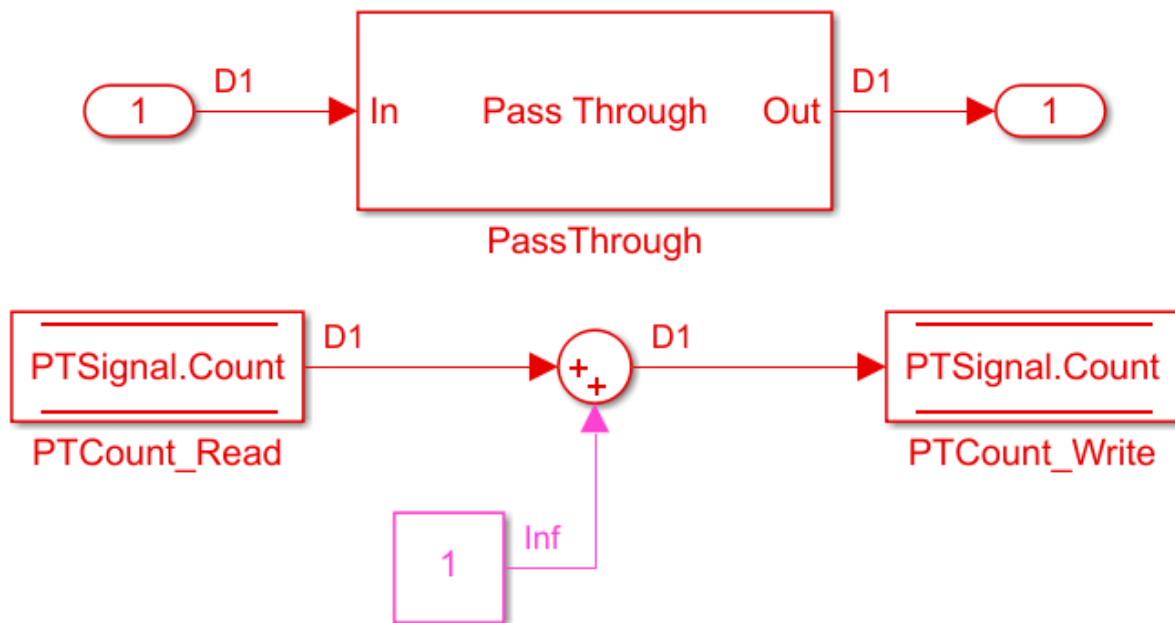 D1
D1
1
In
Pass Through
Out
1
PassThrough
PTSignal.Count
D1
++
D1
PTSignal.Count
PTCount_Read
PTCount_Write
1
Inf